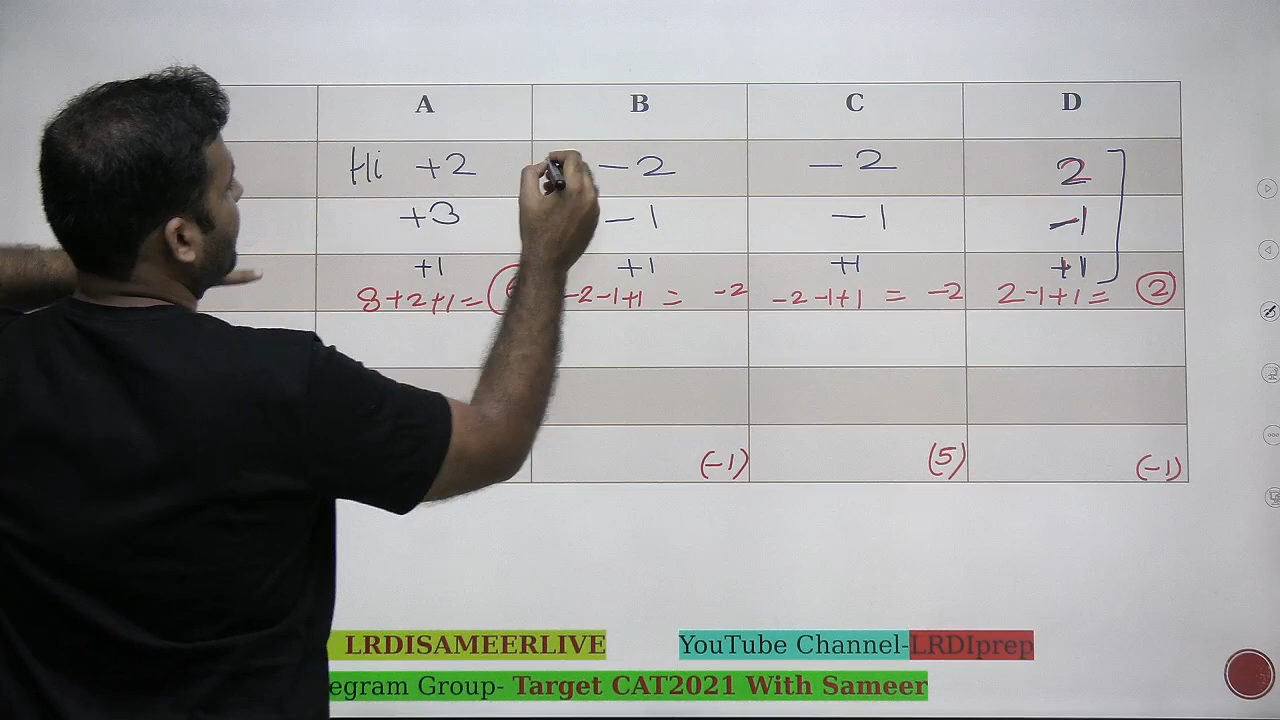 A B C D
Hi +2 -2 -2 2
+3 -1 -1 -1
+1 +1 +1 +1
8+2+1= -2-1+1 = -2 -2-1+1 = -2 2-1+1= 2
(-1) (5) (-1)
LRDISAMEERLIVE YouTube Channel-LRDIprep
egram Group- Target CAT2021 With Sameer